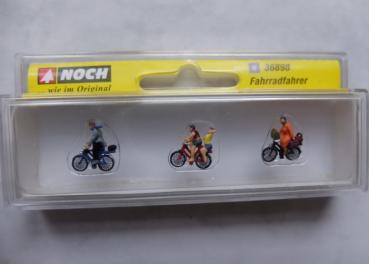 NOCH
... wie im Original
36898
Fahrradfahrer